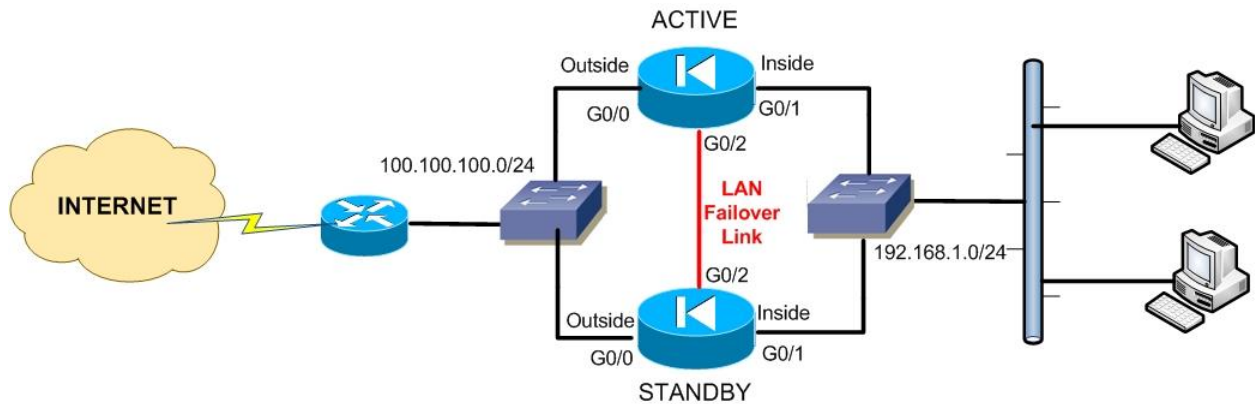 ACTIVE
Outside
Inside
G0/0
G0/1
G0/2
100.100.100.0/24
INTERNET
LAN
Failover
Link
192.168.1.0/24
G0/2
Outside
Inside
G0/0
G0/1
STANDBY